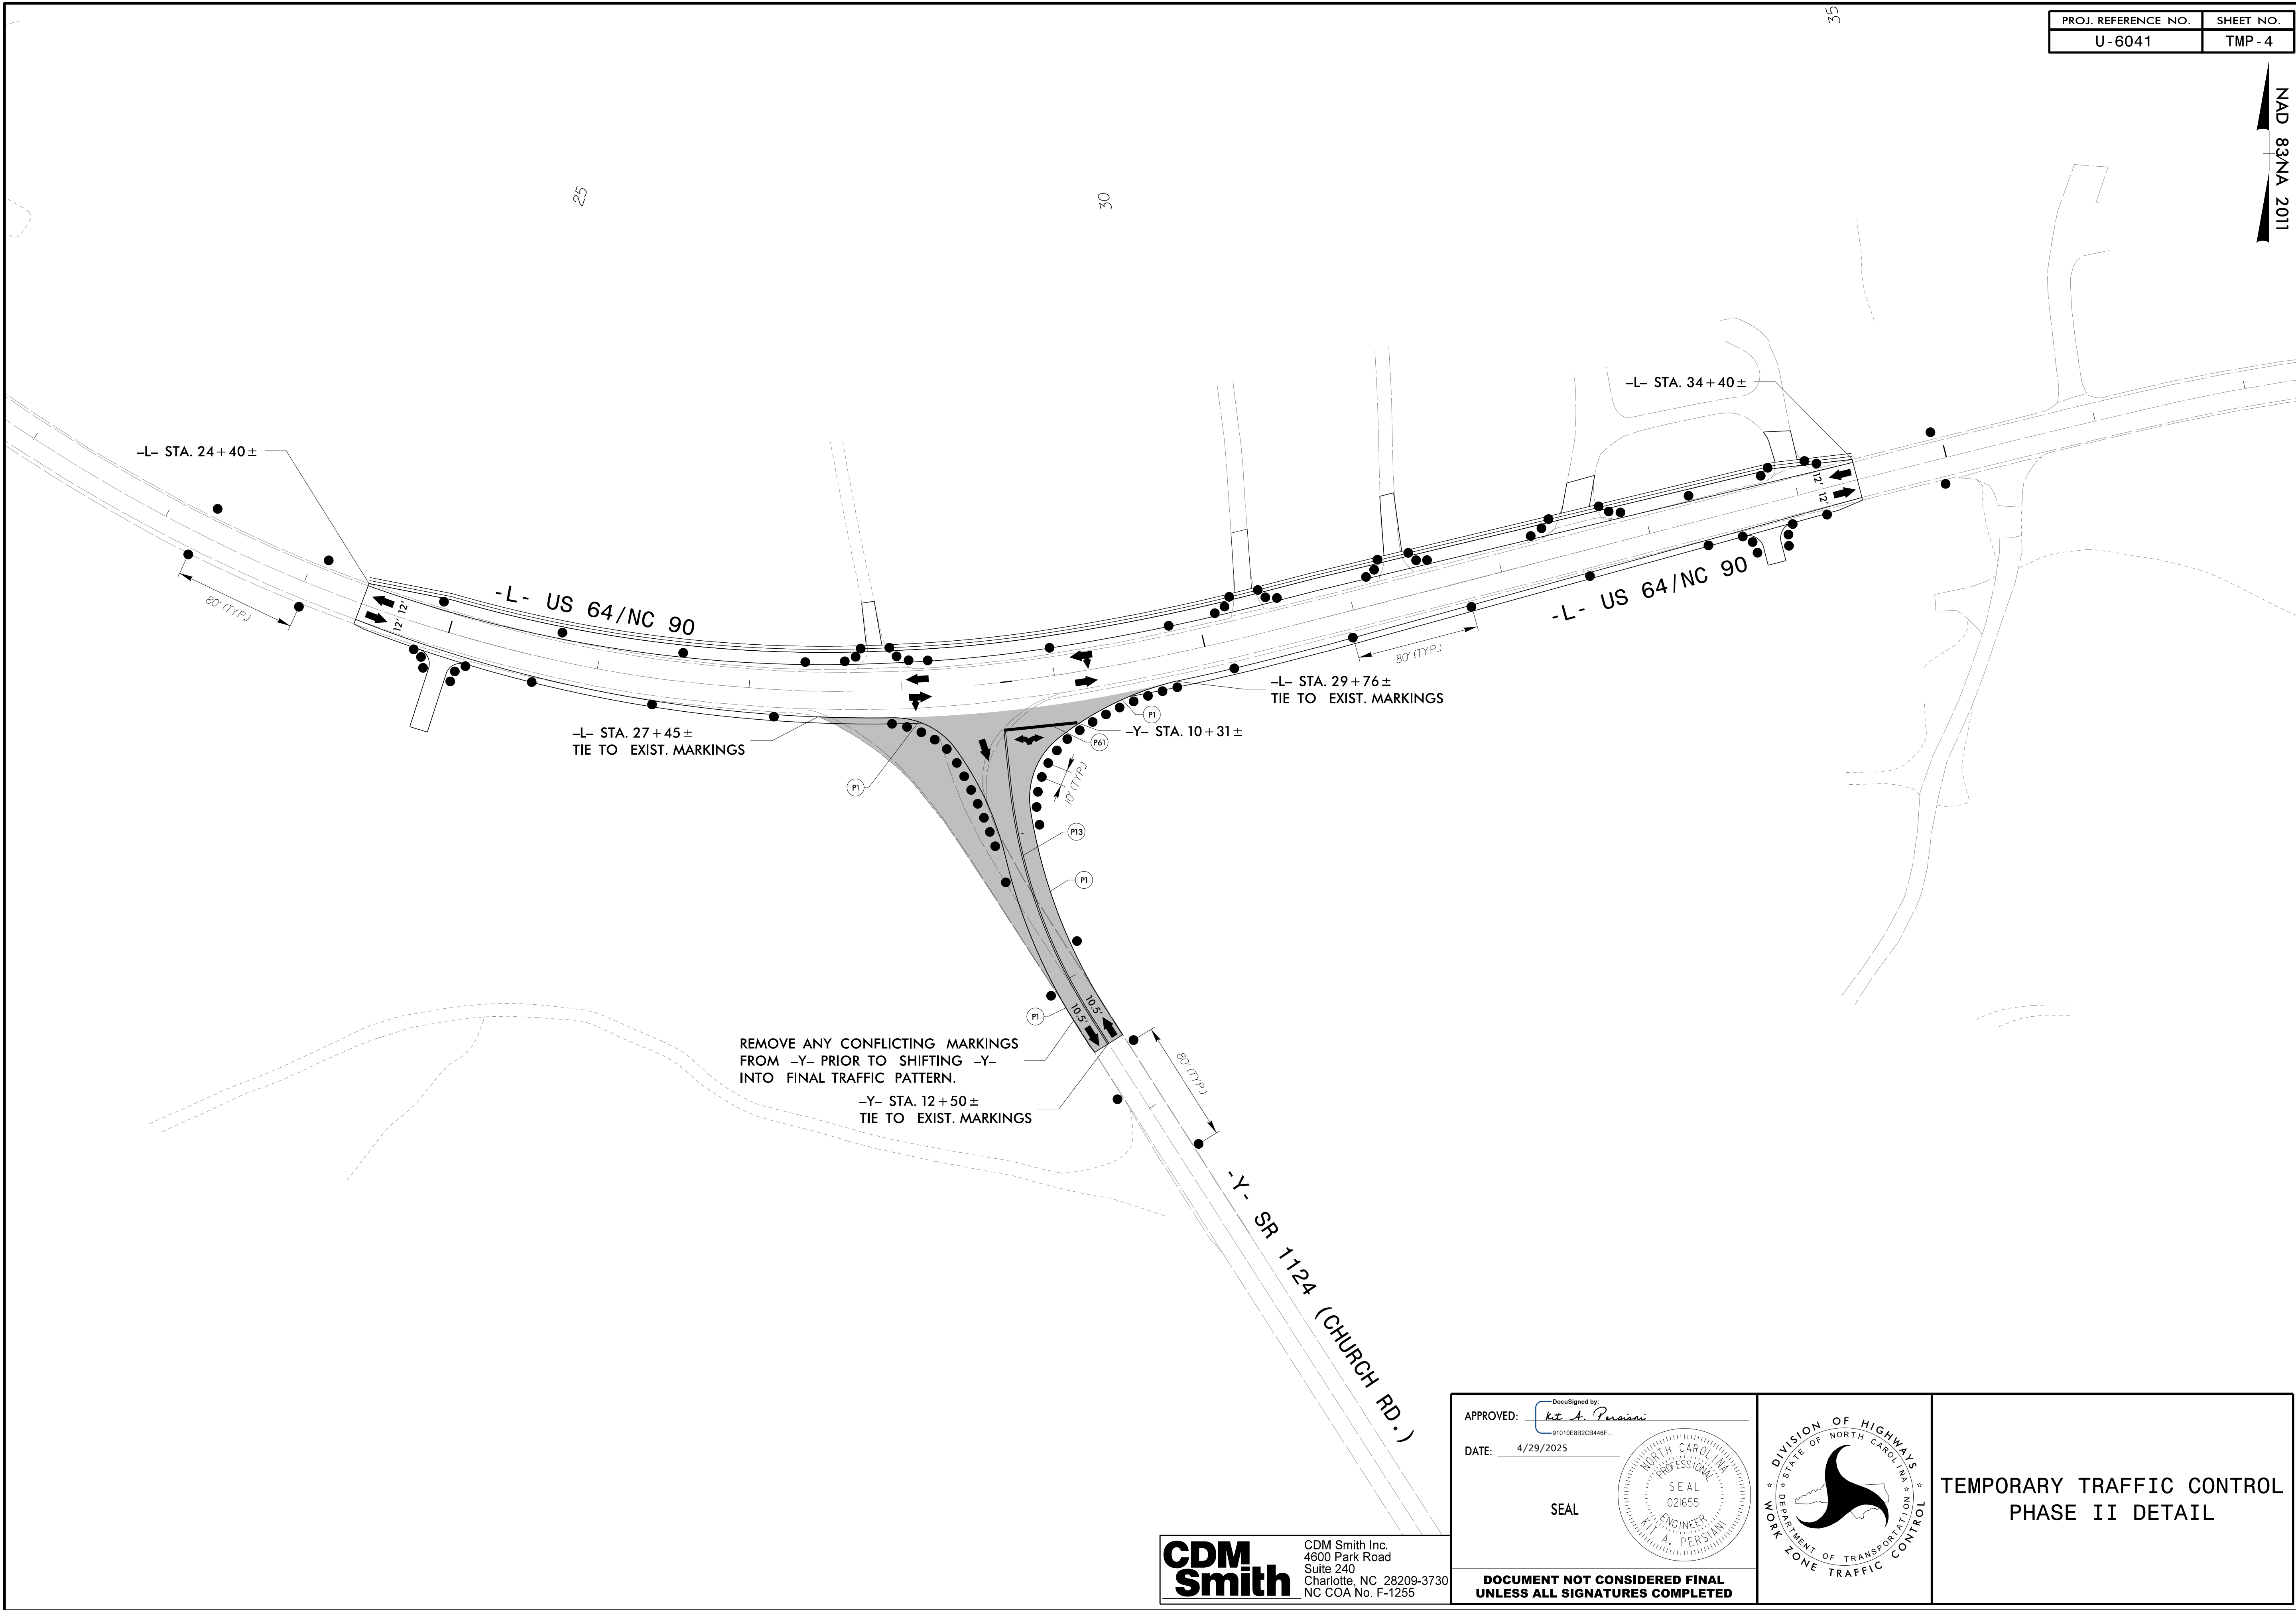 PROJ. REFERENCE NO.
SHEET NO.
U-6041
TMP-4
NAD 83/NA 2011
25
30
35
-L- STA. 24+40±
-L- STA. 34+40±
80' (TYP.)
12'
12'
-L- US 64/NC 90
12'
12'
-L- US 64/NC 90
80' (TYP.)
-L- STA. 27+45±
TIE TO EXIST. MARKINGS
-L- STA. 29+76±
TIE TO EXIST. MARKINGS
P1
P61
-Y- STA. 10+31±
P1
10' (TYP.)
P13
P1
P1
10.5'
10.5'
REMOVE ANY CONFLICTING MARKINGS
FROM -Y- PRIOR TO SHIFTING -Y-
INTO FINAL TRAFFIC PATTERN.
-Y- STA. 12+50±
TIE TO EXIST. MARKINGS
80' (TYP.)
-Y- SR 1124 (CHURCH RD.)
CDM
Smith
CDM Smith Inc.
4600 Park Road
Suite 240
Charlotte, NC 28209-3730
NC COA No. F-1255
APPROVED:
DocuSigned by:
Kit A. Persiani
91010E8B2CB446F...
DATE: 4/29/2025
SEAL
NORTH CAROLINA
PROFESSIONAL
SEAL
021655
ENGINEER
KIT A. PERSIANI
DOCUMENT NOT CONSIDERED FINAL
UNLESS ALL SIGNATURES COMPLETED
DIVISION OF HIGHWAYS
STATE OF NORTH CAROLINA
DEPARTMENT OF TRANSPORTATION
WORK ZONE TRAFFIC CONTROL
TEMPORARY TRAFFIC CONTROL
PHASE II DETAIL